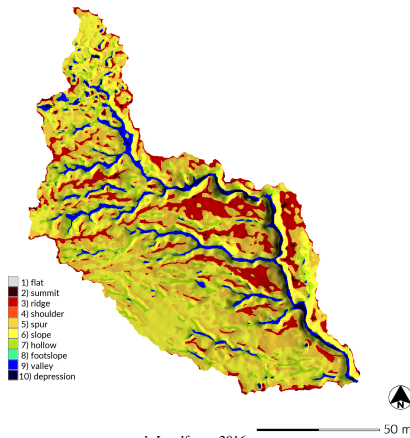 1) flat
2) summit
3) ridge
4) shoulder
5) spur
6) slope
7) hollow
8) footslope
9) valley
10) depression
N
50 m